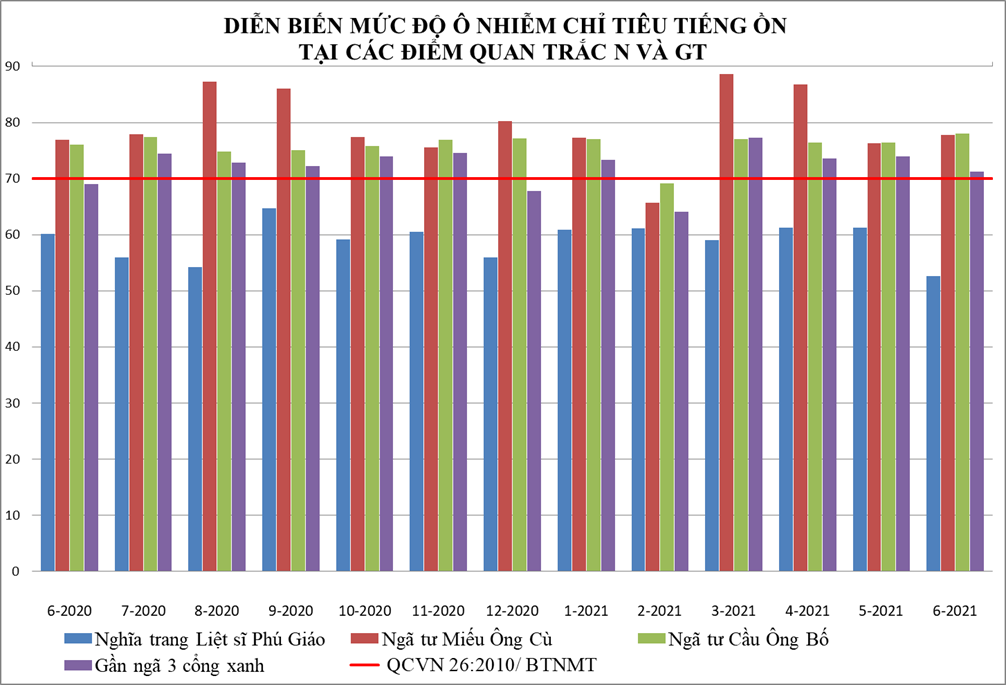 DIỄN BIẾN MỨC ĐỘ Ô NHIỄM CHỈ TIÊU TIẾNG ỒN
TẠI CÁC ĐIỂM QUAN TRẮC N VÀ GT
90
80
70
60
50
40
30
20
10
0
6-2020 7-2020 8-2020 9-2020 10-2020 11-2020 12-2020 1-2021 2-2021 3-2021 4-2021 5-2021 6-2021
Nghĩa trang Liệt sĩ Phú Giáo Ngã tư Miếu Ông Cù Ngã tư Cầu Ông Bố
Gần ngã 3 cổng xanh QCVN 26:2010/ BTNMT